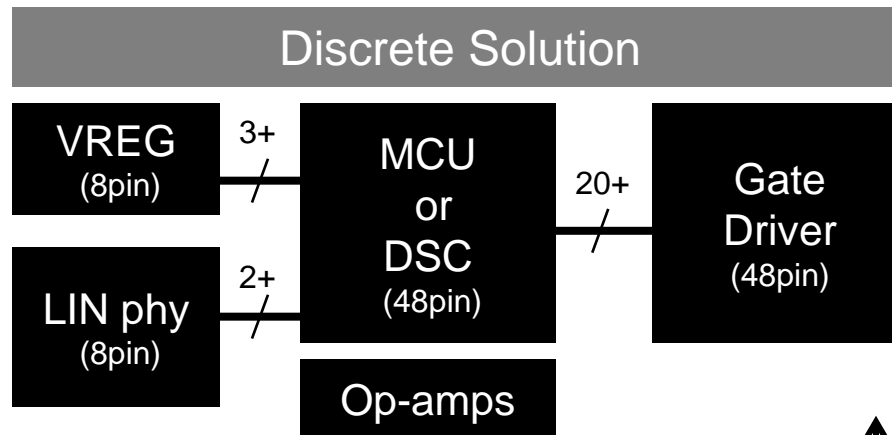 Discrete Solution
VREG
(8pin)
3+
MCU
or
DSC
(48pin)
20+
Gate
Driver
(48pin)
LIN phy
(8pin)
2+
Op-amps